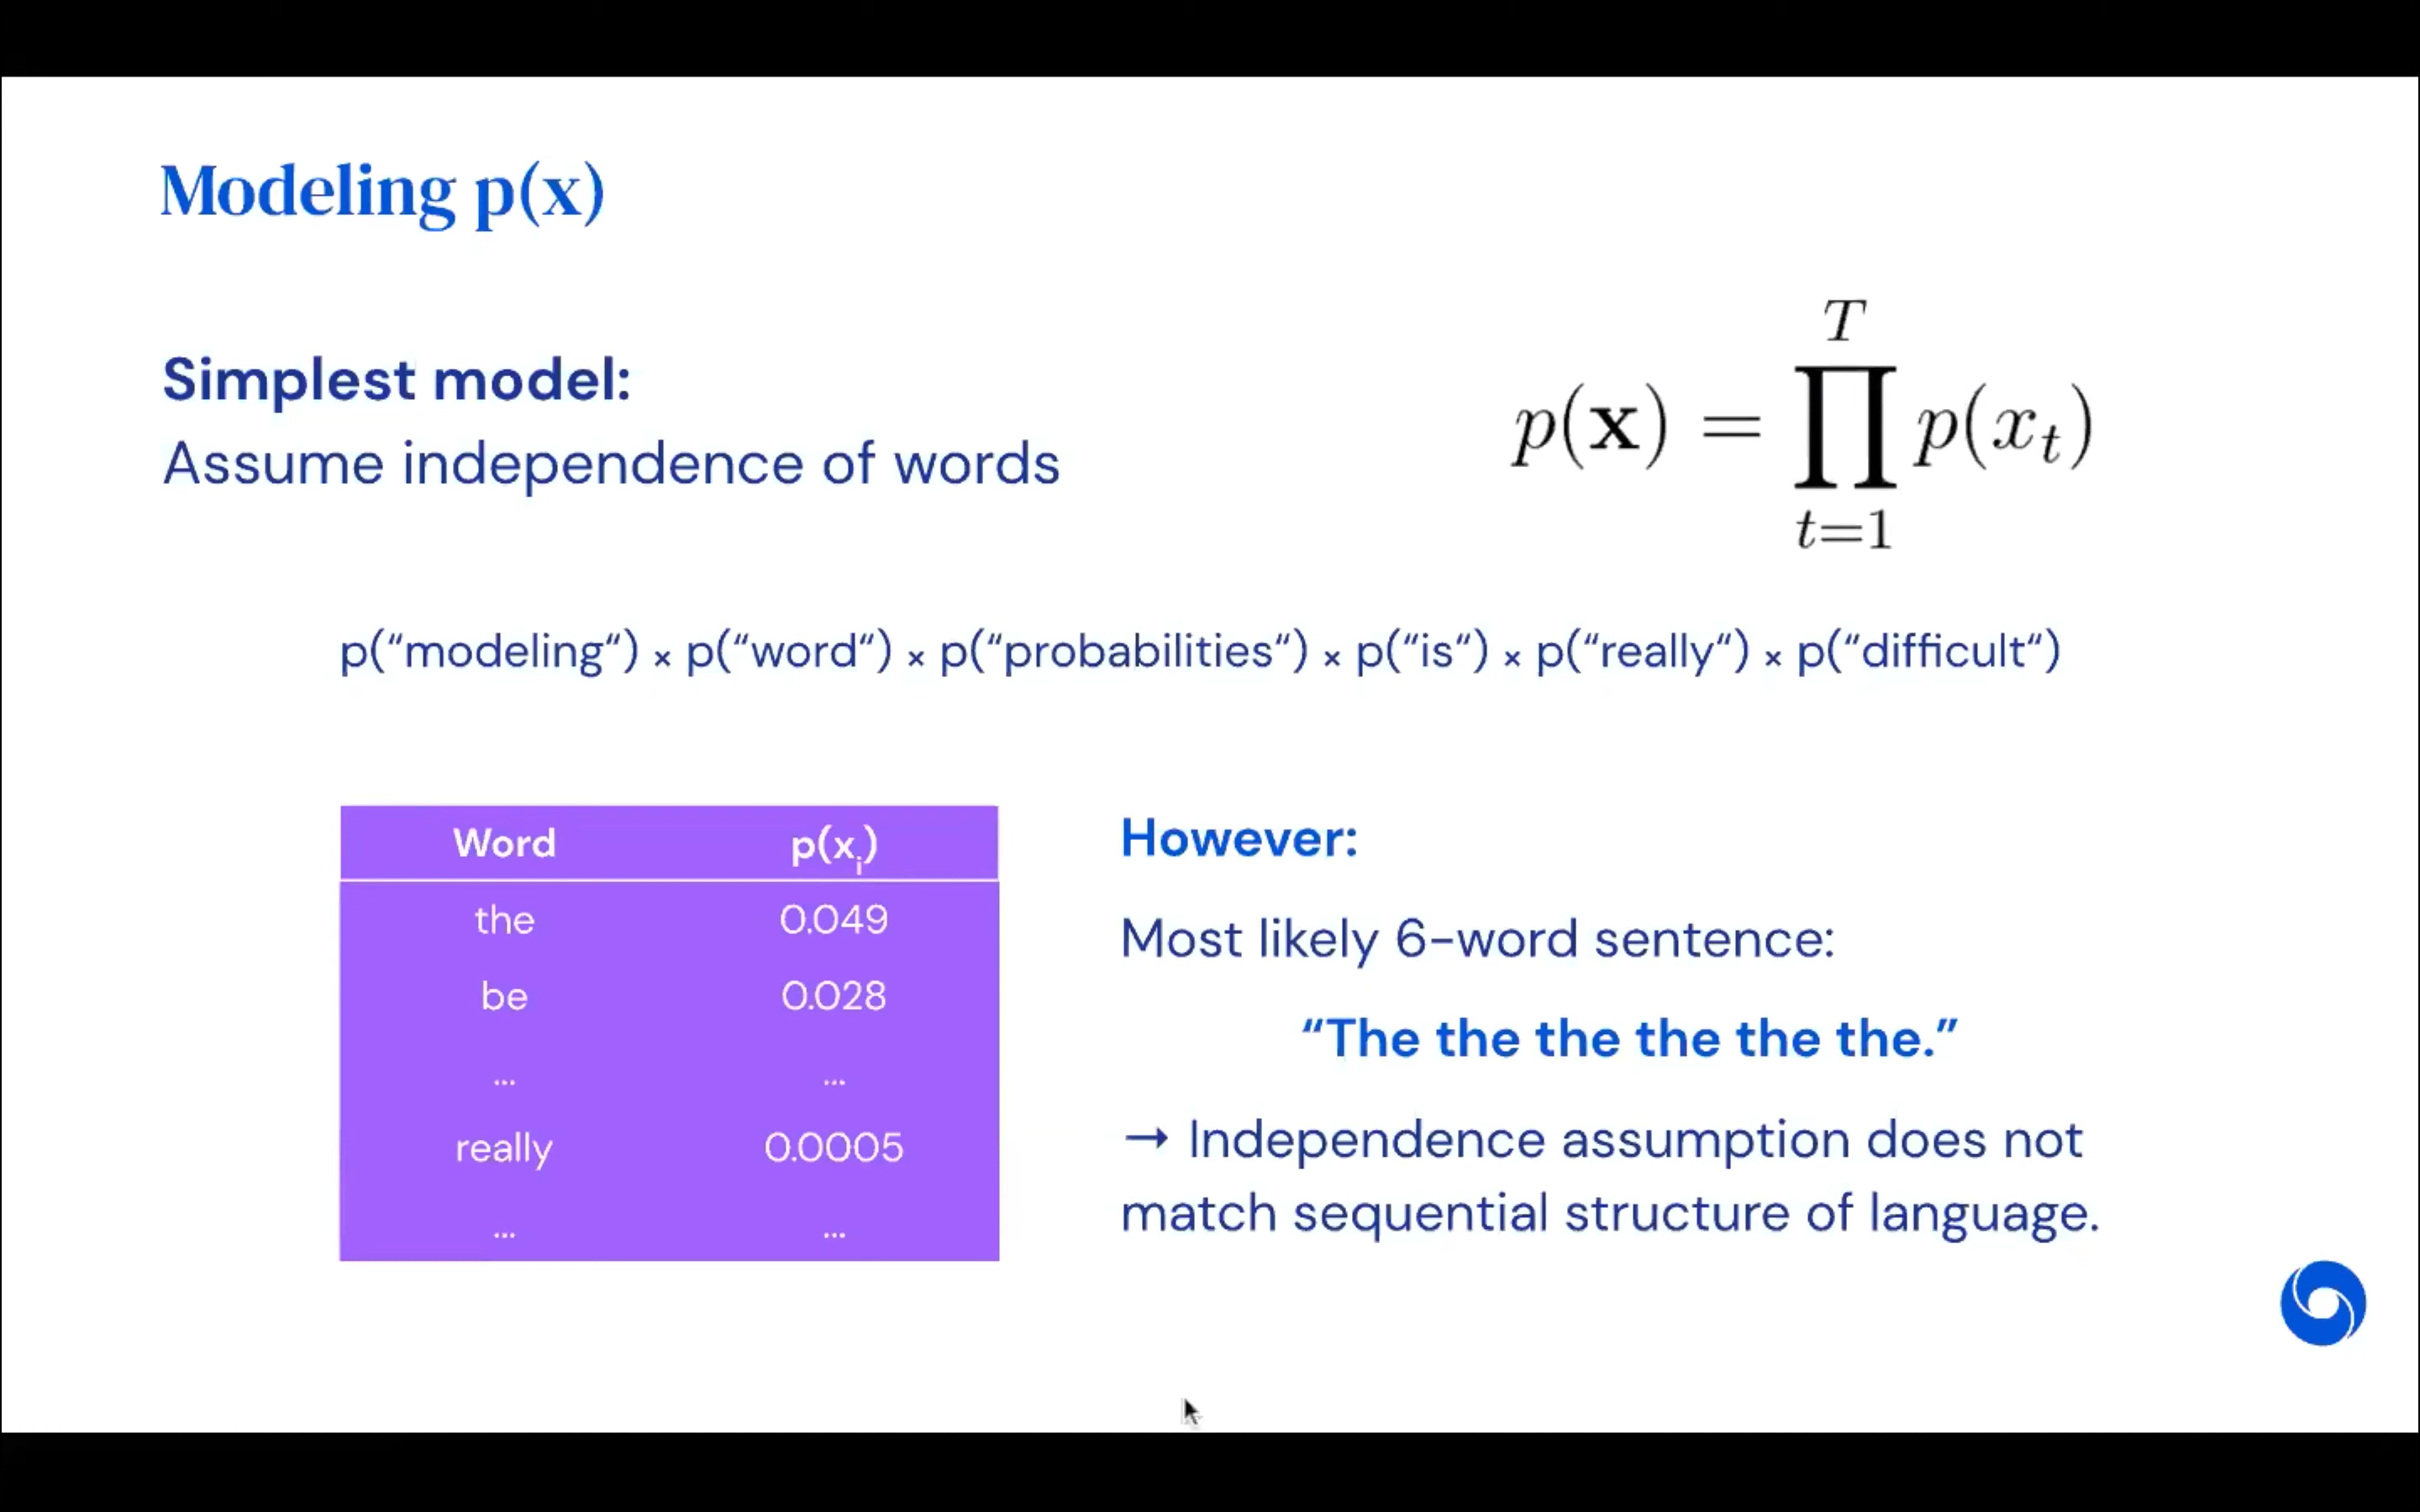 Modeling p(x)
Simplest model:
Assume independence of words
p(x) = ∏_{t=1}^{T} p(x_t)
p(“modeling“) × p(“word“) × p(“probabilities“) × p(“is“) × p(“really“) × p(“difficult“)
Word p(x_i)
the 0.049
be 0.028
... ...
really 0.0005
... ...
However:
Most likely 6-word sentence:
“The the the the the the.”
→ Independence assumption does not
match sequential structure of language.